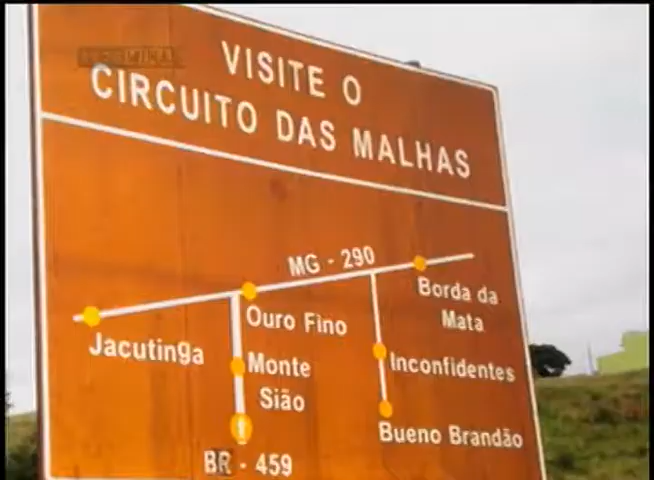 VISITE O
CIRCUITO DAS MALHAS
MG - 290
Borda da
Mata
Ouro Fino
Jacutinga
Monte
Sião
Inconfidentes
Bueno Brandão
BR - 459